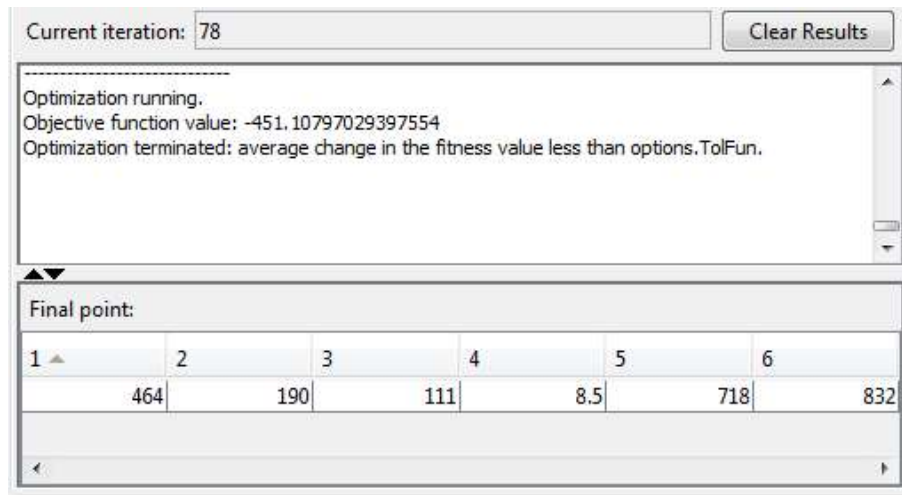 Current iteration: 78 Clear Results
------------------------------
Optimization running.
Objective function value: -451.10797029397554
Optimization terminated: average change in the fitness value less than options.TolFun.
Final point:
1 2 3 4 5 6
464 190 111 8.5 718 832